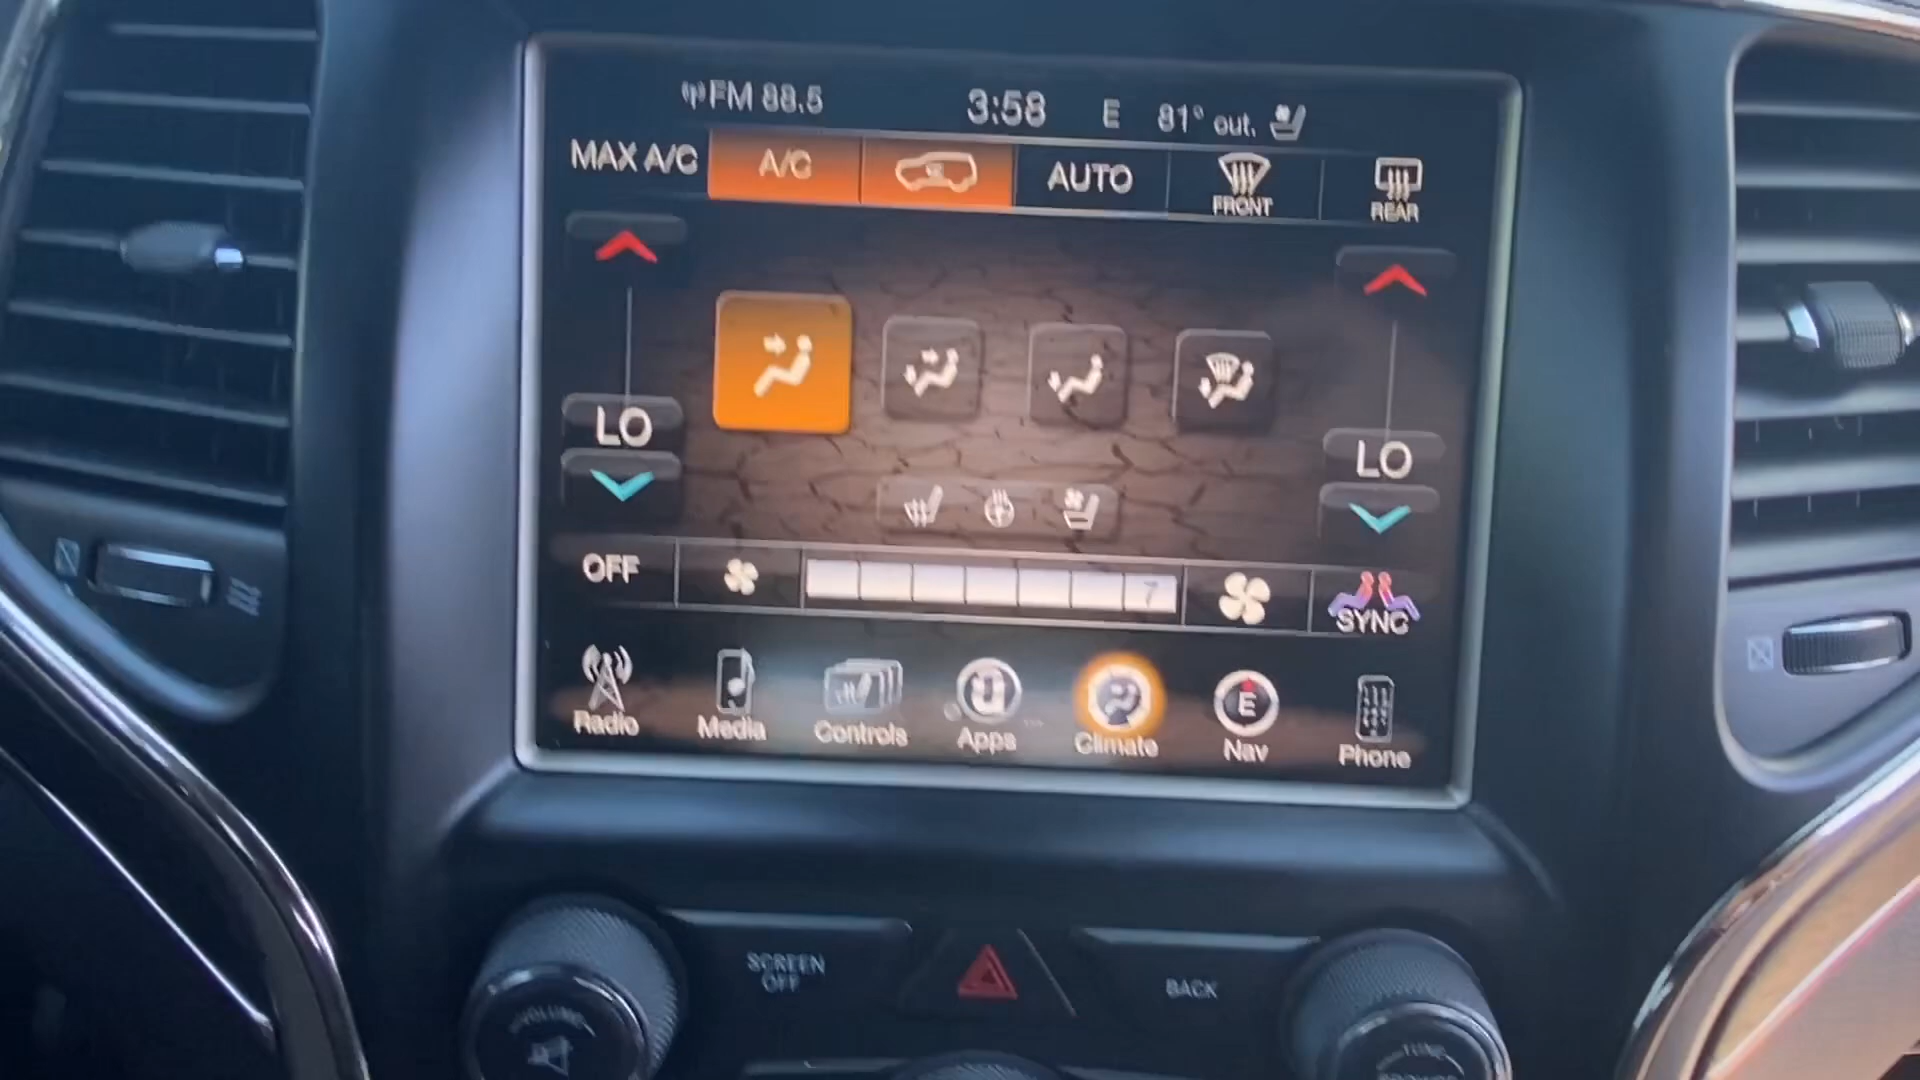 FM 88.5 3:58 E 81° out.
MAX A/C A/C AUTO FRONT REAR
LO LO
OFF 7 SYNC
Radio Media Controls Apps Climate E Nav Phone
SCREEN
OFF
BACK
VOLUME
TUNE